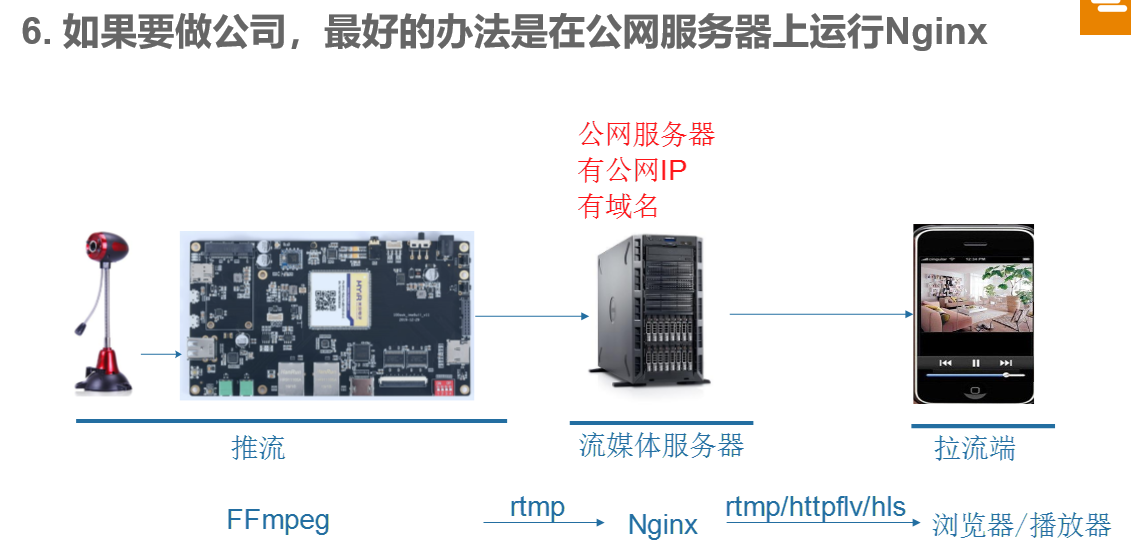 6. 如果要做公司，最好的办法是在公网服务器上运行Nginx
公网服务器
有公网IP
有域名
推流
流媒体服务器
拉流端
FFmpeg
rtmp
Nginx
rtmp/httpflv/hls
浏览器/播放器